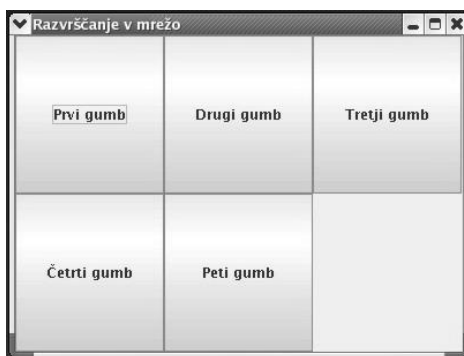 Razvrščanje v mrežo
Prvi gumb
Drugi gumb
Tretji gumb
Četrti gumb
Peti gumb